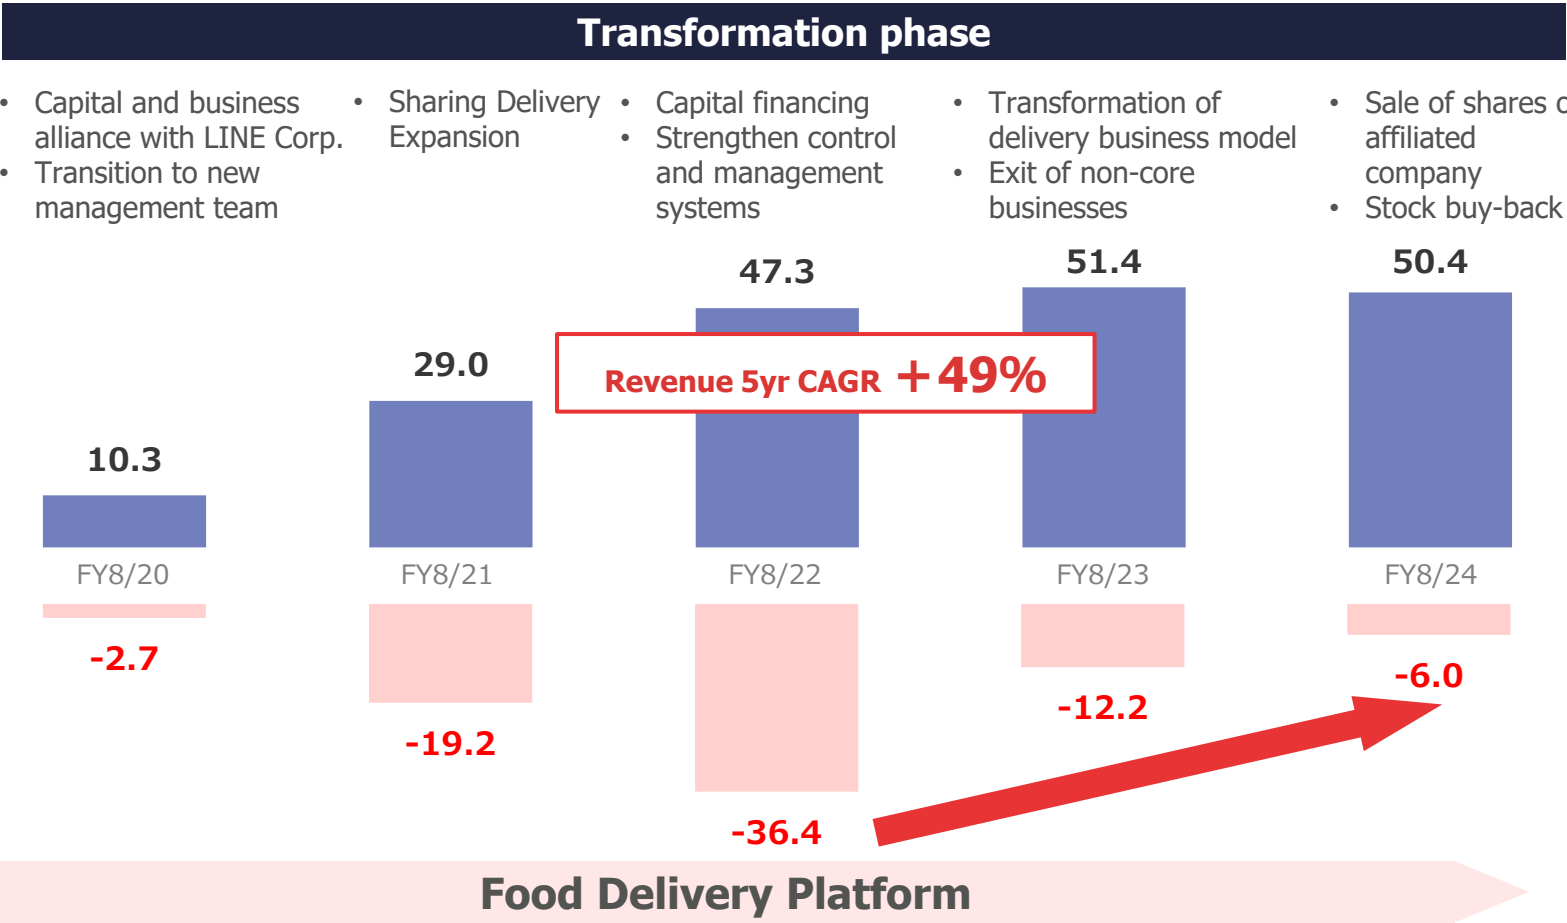 Transformation phase
• Capital and business
alliance with LINE Corp.
• Transition to new
management team
• Sharing Delivery
Expansion
• Capital financing
• Strengthen control
and management
systems
• Transformation of
delivery business model
• Exit of non-core
businesses
• Sale of shares o
affiliated
company
• Stock buy-back
10.3
29.0
47.3
51.4
50.4
Revenue 5yr CAGR +49%
FY8/20
FY8/21
FY8/22
FY8/23
FY8/24
-2.7
-19.2
-36.4
-12.2
-6.0
Food Delivery Platform